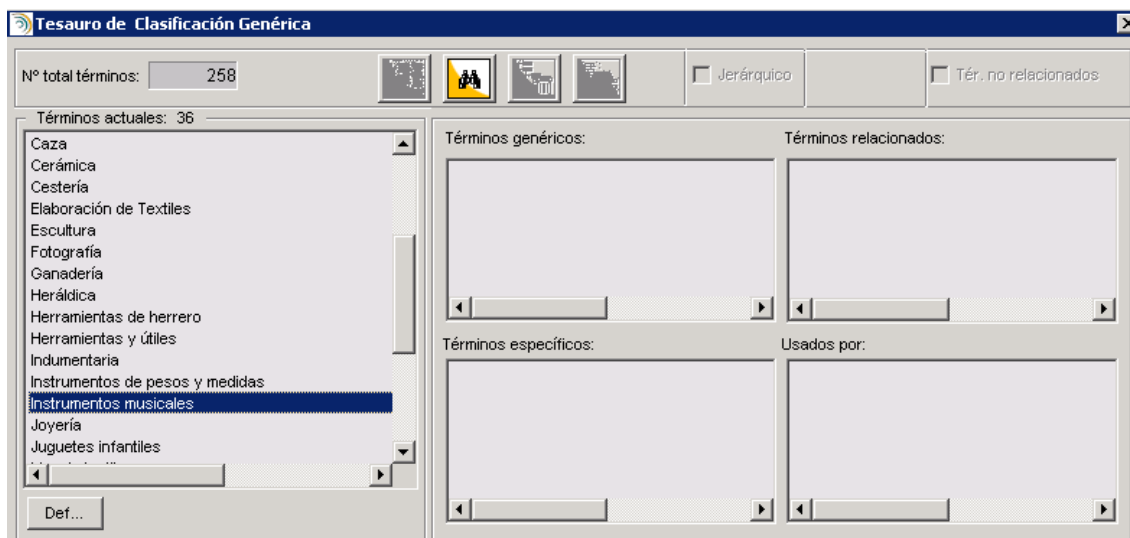 Tesauro de Clasificación Genérica
Nº total términos: 258
Jerárquico
Tér. no relacionados
Términos actuales: 36
Caza
Cerámica
Cestería
Elaboración de Textiles
Escultura
Fotografía
Ganadería
Heráldica
Herramientas de herrero
Herramientas y útiles
Indumentaria
Instrumentos de pesos y medidas
Instrumentos musicales
Joyería
Juguetes infantiles
Def...
Términos genéricos:
Términos relacionados:
Términos específicos:
Usados por: